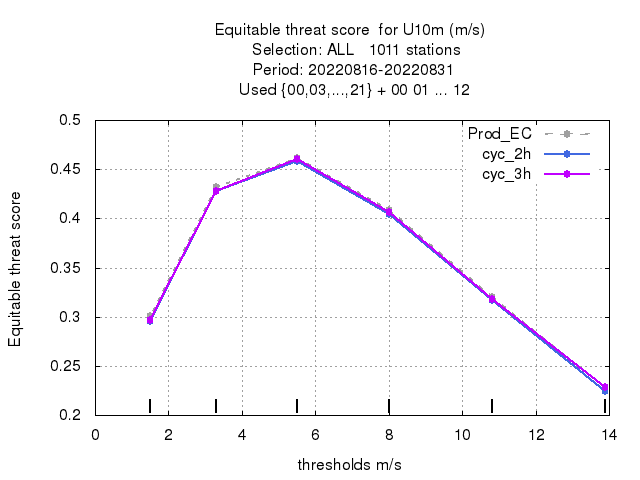 Equitable threat score  for U10m (m/s)
Selection: ALL   1011 stations
Period: 20220816-20220831
Used {00,03,...,21} + 00 01 ... 12
Prod_EC
cyc_2h
cyc_3h
0.5
0.45
0.4
0.35
0.3
0.25
0.2
Equitable threat score
0 2 4 6 8 10 12 14
thresholds m/s